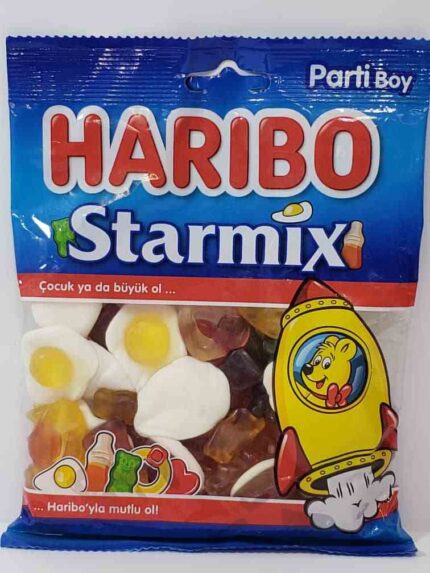 Parti Boy
HARIBO
Starmix
Çocuk ya da büyük ol ...
... Haribo'yla mutlu ol!